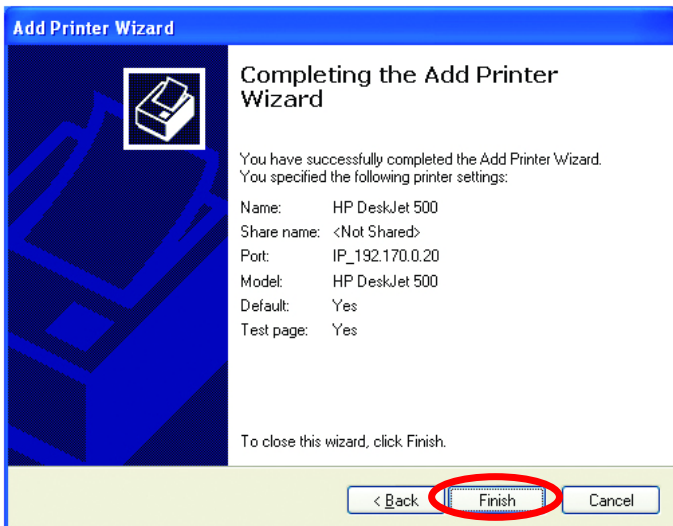 Add Printer Wizard
Completing the Add Printer
Wizard
You have successfully completed the Add Printer Wizard.
You specified the following printer settings:
Name: HP DeskJet 500
Share name: <Not Shared>
Port: IP_192.170.0.20
Model: HP DeskJet 500
Default: Yes
Test page: Yes
To close this wizard, click Finish.
< Back Finish Cancel